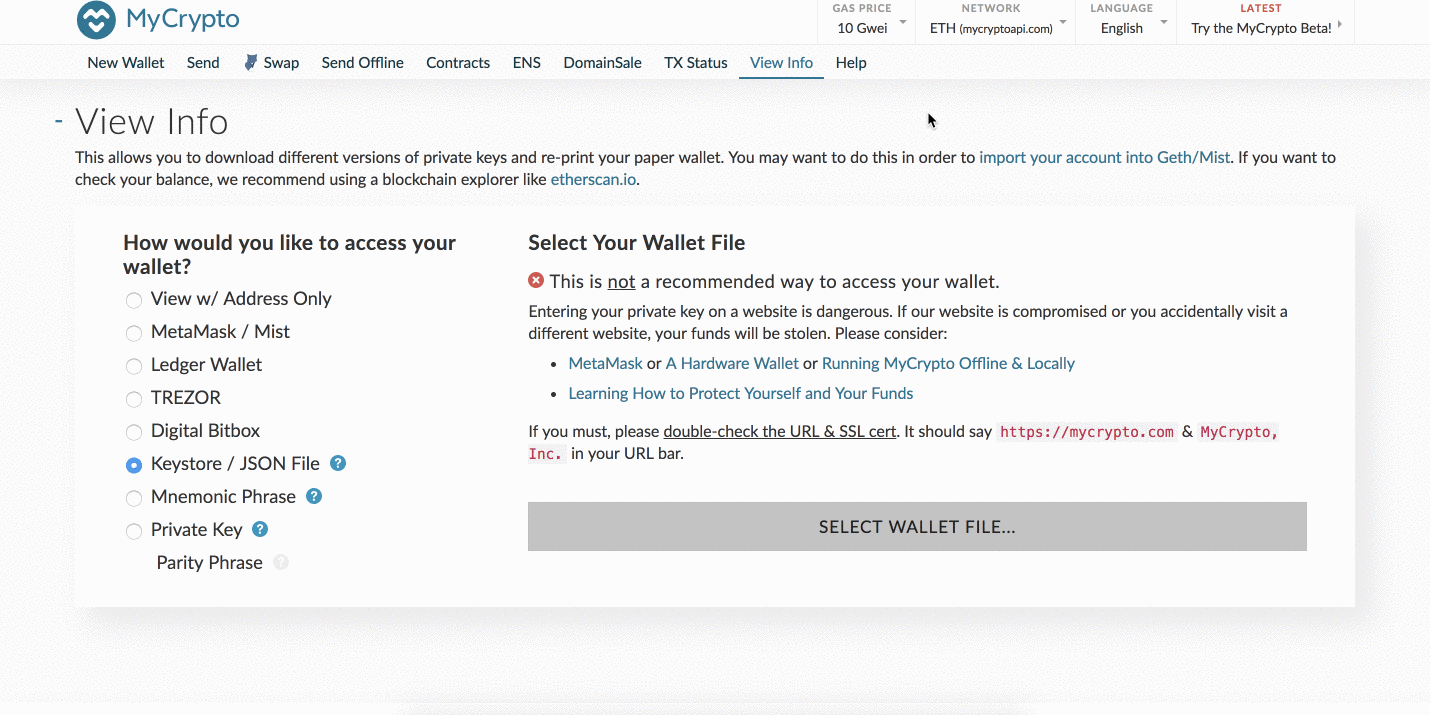 MyCrypto
GAS PRICE
10 Gwei
NETWORK
ETH (mycryptoapi.com)
LANGUAGE
English
LATEST
Try the MyCrypto Beta!
New Wallet Send Swap Send Offline Contracts ENS DomainSale TX Status View Info Help
- View Info
This allows you to download different versions of private keys and re-print your paper wallet. You may want to do this in order to import your account into Geth/Mist. If you want to
check your balance, we recommend using a blockchain explorer like etherscan.io.
How would you like to access your
wallet?
View w/ Address Only
MetaMask / Mist
Ledger Wallet
TREZOR
Digital Bitbox
Keystore / JSON File ?
Mnemonic Phrase ?
Private Key ?
Parity Phrase ?
Select Your Wallet File
This is not a recommended way to access your wallet.
Entering your private key on a website is dangerous. If our website is compromised or you accidentally visit a
different website, your funds will be stolen. Please consider:
• MetaMask or A Hardware Wallet or Running MyCrypto Offline & Locally
• Learning How to Protect Yourself and Your Funds
If you must, please double-check the URL & SSL cert. It should say https://mycrypto.com & MyCrypto,
Inc. in your URL bar.
SELECT WALLET FILE...